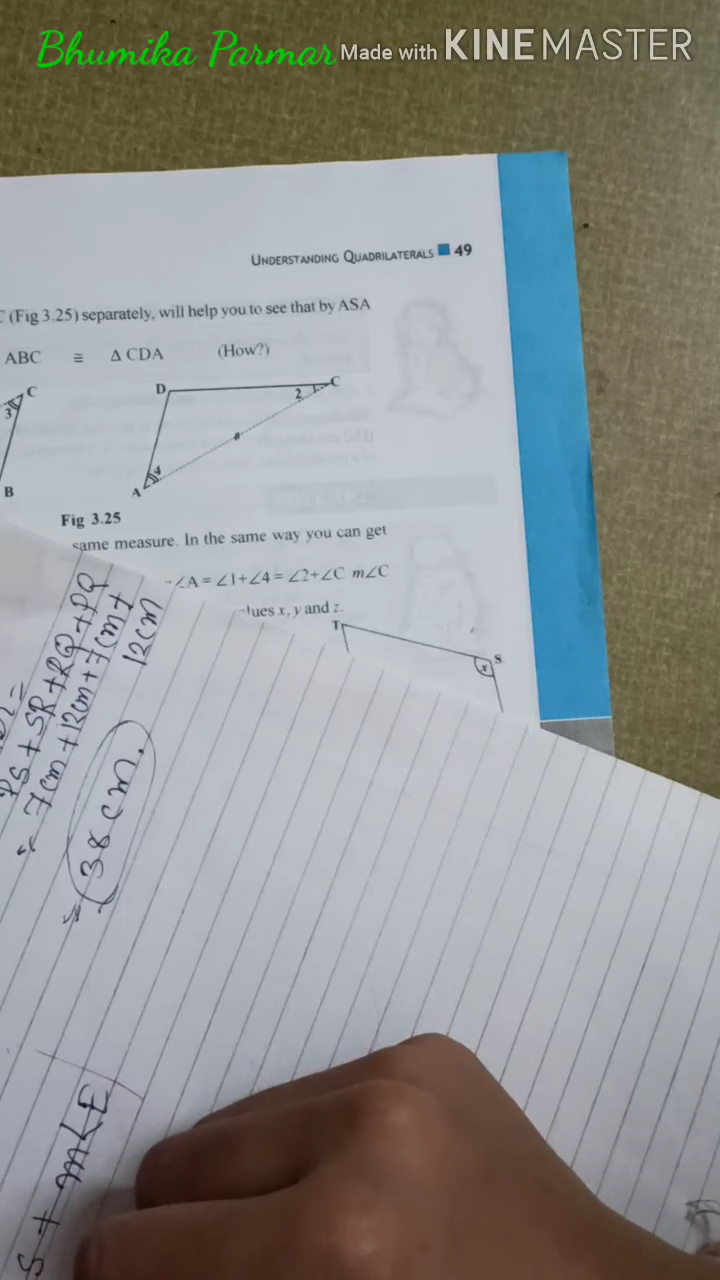 Bhumika Parmar Made with KINEMASTER
UNDERSTANDING QUADRILATERALS 49
(Fig 3.25) separately, will help you to see that by ASA
ABC ≅ Δ CDA (How?)
C
3
B
D
C
2
4
A
Fig 3.25
same measure. In the same way you can get
∠A = ∠1+∠4 = ∠2+∠C m∠C
x, y and z.
T
S
x
PS + SR + RQ + PQ
= 7cm + 12cm + 7cm +
12cm
= 38 cm.
S + m∠E